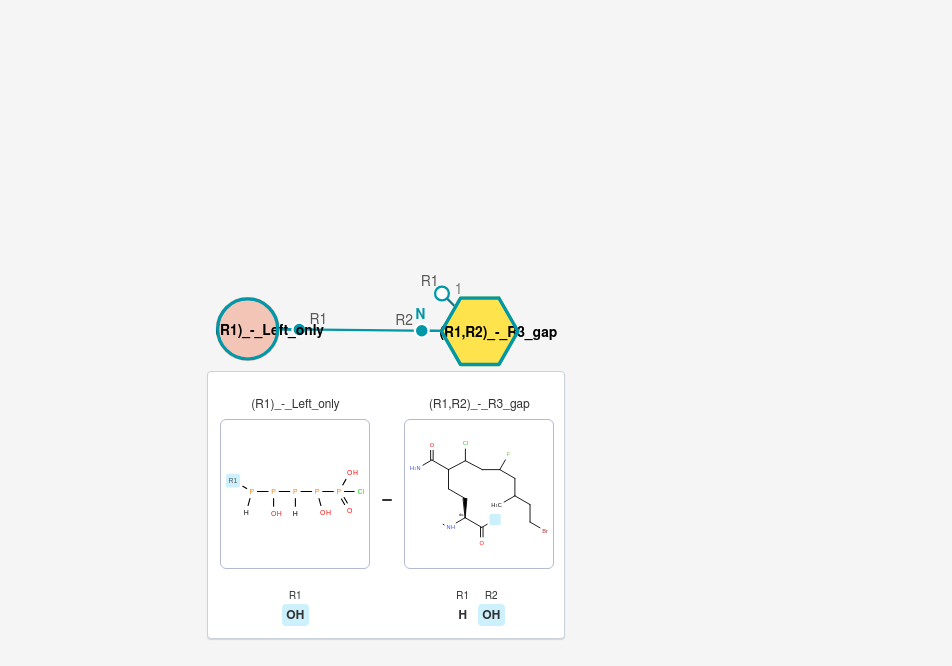 R1
1
R1
R2
N
R1)_-_Left_only
(R1,R2)_-_R3_gap
(R1)_-_Left_only
(R1,R2)_-_R3_gap
R1
P
P
P
P
P
OH
Cl
O
H
OH
H
OH
O
Cl
F
H₂N
H₃C
NH
O
Br
R1
OH
R1
R2
H
OH